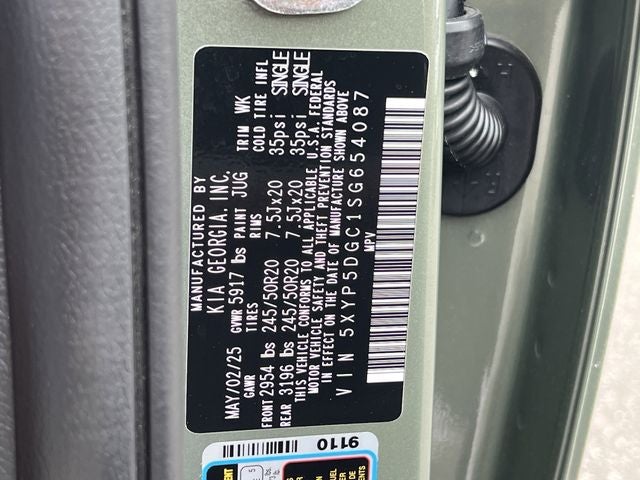 MANUFACTURED BY
KIA GEORGIA, INC.
MAY/02/25 GVWR 5917 lbs PAINT JUG TRIM WK
GAWR TIRES RIMS COLD TIRE INFL
FRONT 2954 lbs 245/50R20 7.5Jx20 35psi SINGLE
REAR 3196 lbs 245/50R20 7.5Jx20 35psi SINGLE
THIS VEHICLE CONFORMS TO ALL APPLICABLE U.S.A. FEDERAL
MOTOR VEHICLE SAFETY AND THEFT PREVENTION STANDARDS
IN EFFECT ON THE DATE OF MANUFACTURE SHOWN ABOVE
VIN 5XYP5DGC1SG654087
MPV
9110